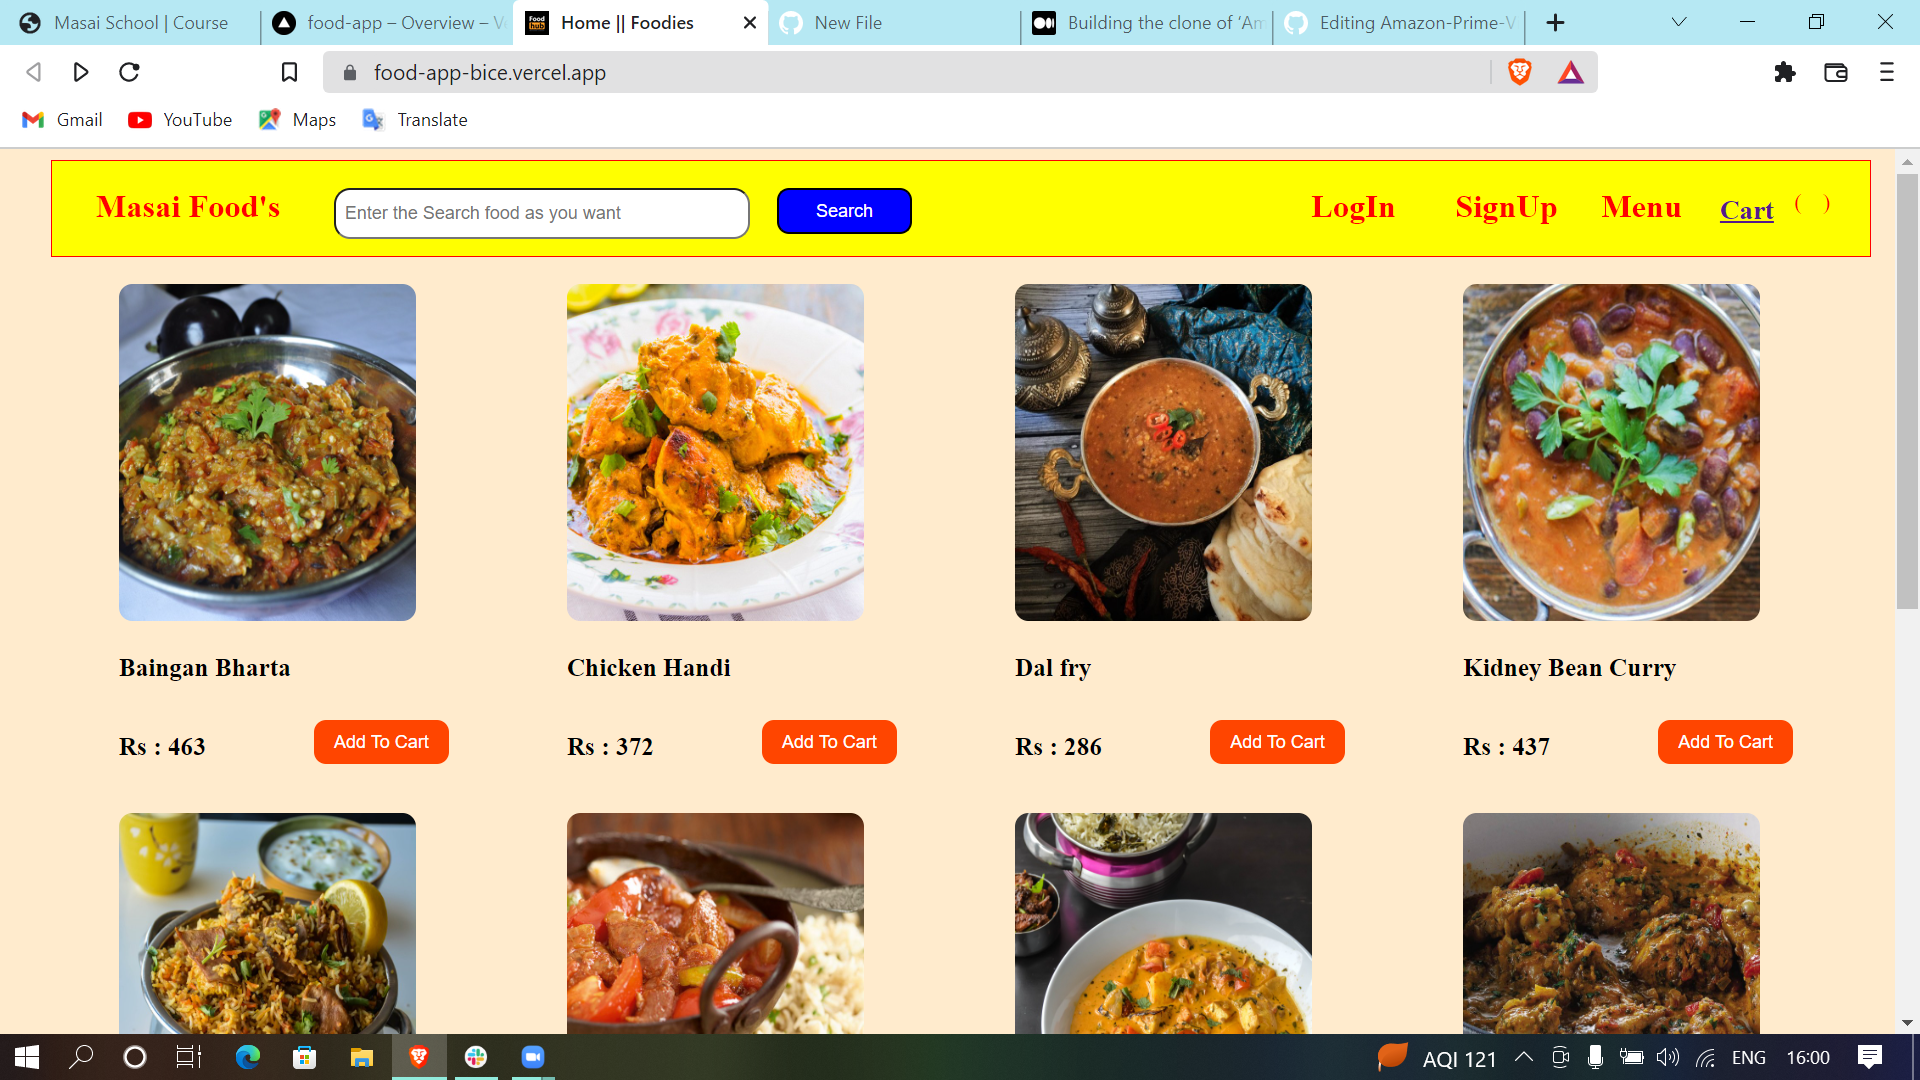 Masai School | Course
food-app – Overview – V
Food hub Home || Foodies
New File
Building the clone of ‘Am
Editing Amazon-Prime-V
food-app-bice.vercel.app
Gmail YouTube Maps Translate
Masai Food's Enter the Search food as you want Search LogIn SignUp Menu Cart ( )
Baingan Bharta Chicken Handi Dal fry Kidney Bean Curry
Rs : 463 Add To Cart Rs : 372 Add To Cart Rs : 286 Add To Cart Rs : 437 Add To Cart
AQI 121 ENG 16:00